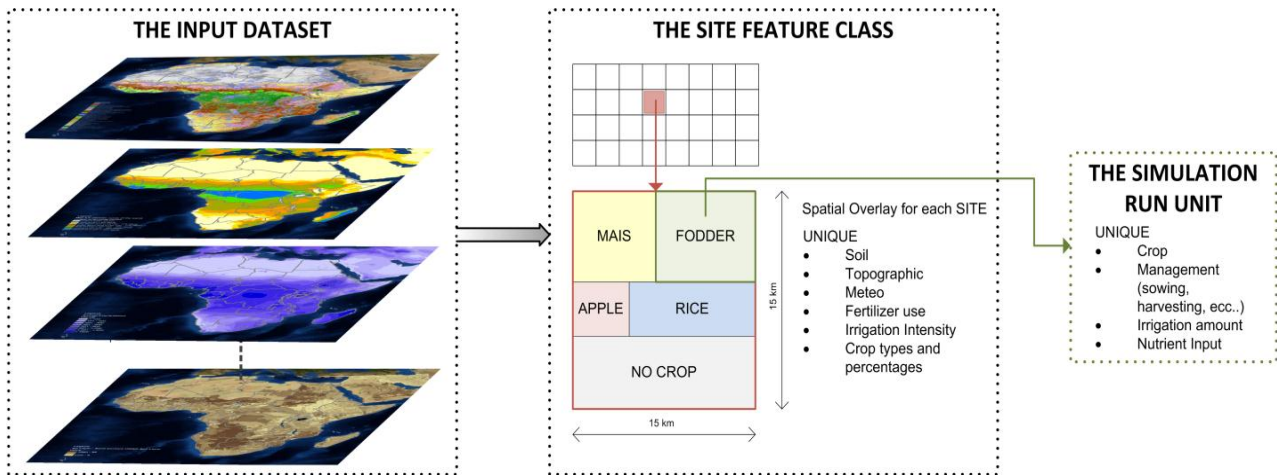 THE INPUT DATASET
THE SITE FEATURE CLASS
MAIS
FODDER
APPLE
RICE
NO CROP
15 km
15 km
Spatial Overlay for each SITE
UNIQUE
• Soil
• Topographic
• Meteo
• Fertilizer use
• Irrigation Intensity
• Crop types and
percentages
THE SIMULATION
RUN UNIT
UNIQUE
• Crop
• Management
(sowing,
harvesting, ecc..)
• Irrigation amount
• Nutrient Input